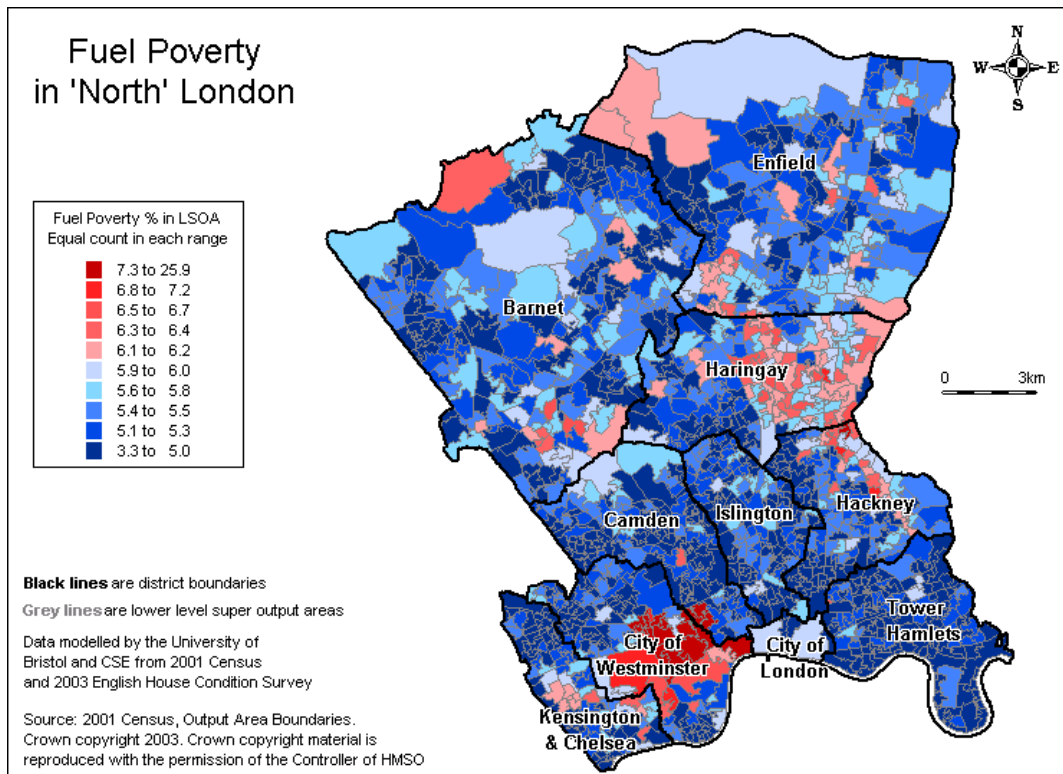 Fuel Poverty
in 'North' London
N
W E
S
Fuel Poverty % in LSOA
Equal count in each range
7.3 to 25.9
6.8 to 7.2
6.5 to 6.7
6.3 to 6.4
6.1 to 6.2
5.9 to 6.0
5.6 to 5.8
5.4 to 5.5
5.1 to 5.3
3.3 to 5.0
Enfield
Barnet
Haringay
0 3km
Camden
Islington
Hackney
Tower
Hamlets
City of
Westminster
City of
London
Kensington
& Chelsea
Black lines are district boundaries
Grey lines are lower level super output areas
Data modelled by the University of
Bristol and CSE from 2001 Census
and 2003 English House Condition Survey
Source: 2001 Census, Output Area Boundaries.
Crown copyright 2003. Crown copyright material is
reproduced with the permission of the Controller of HMSO